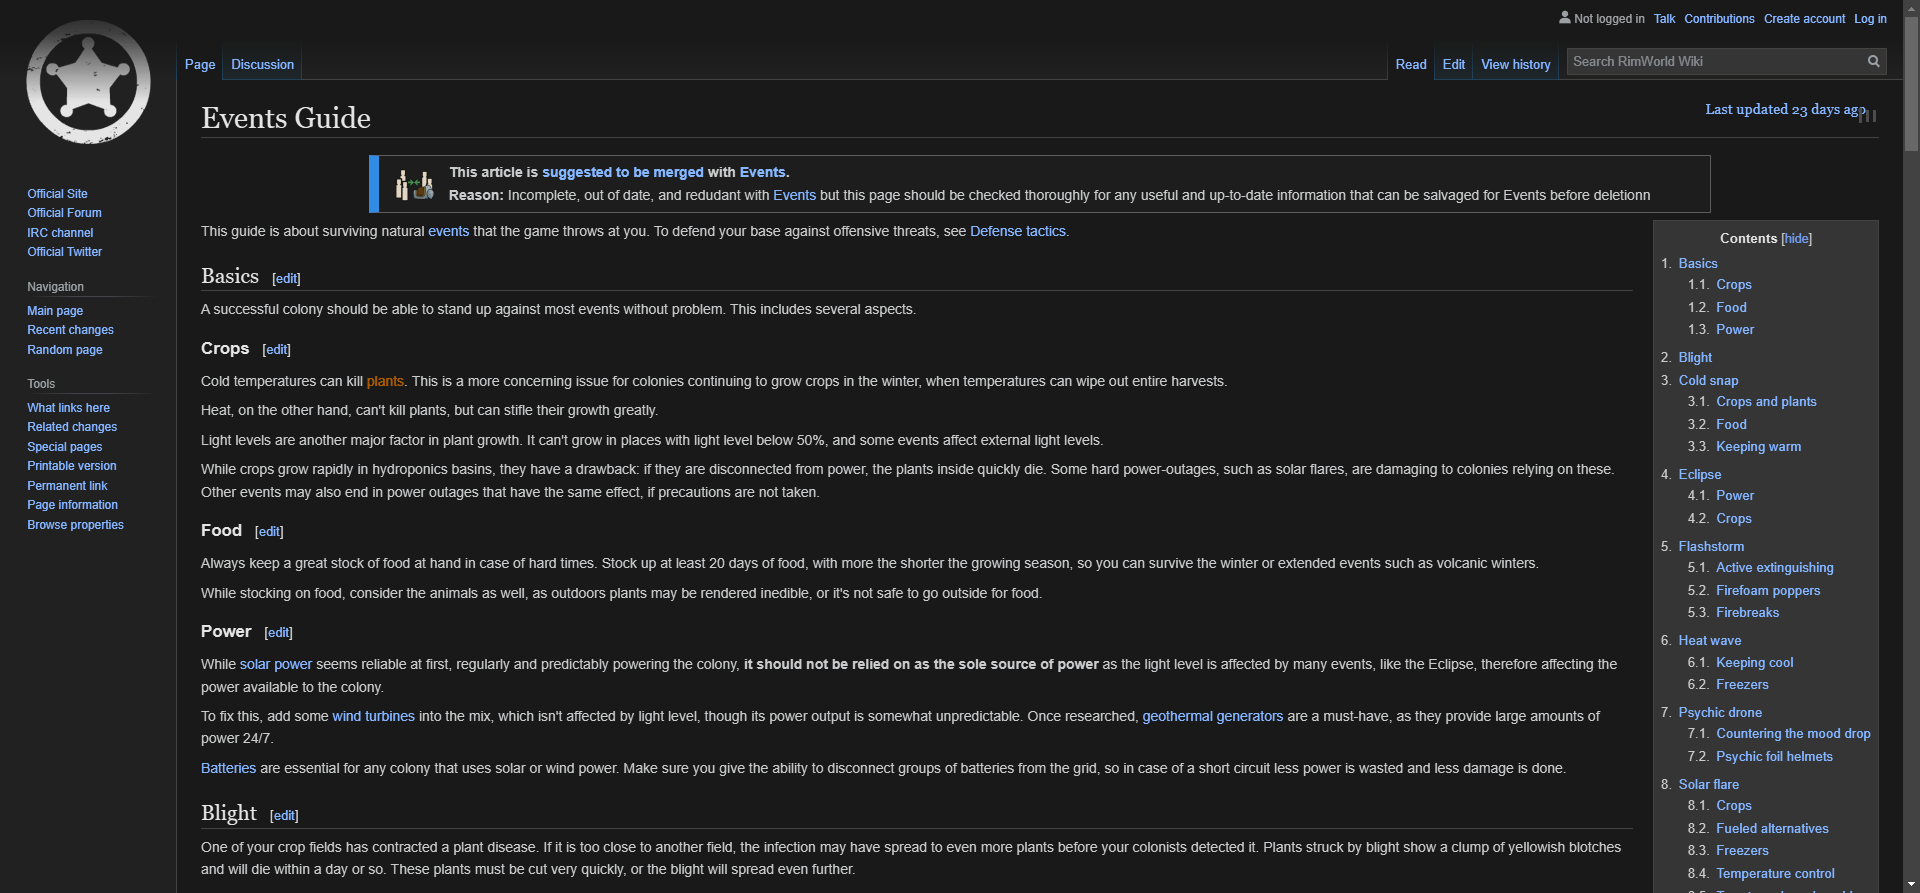 Not logged in Talk Contributions Create account Log in
Page Discussion Read Edit View history Search RimWorld Wiki
Events Guide
Last updated 23 days ago
This article is suggested to be merged with Events.
Reason: Incomplete, out of date, and redudant with Events but this page should be checked thoroughly for any useful and up-to-date information that can be salvaged for Events before deletionn
Official Site
Official Forum
IRC channel
Official Twitter
Navigation
Main page
Recent changes
Random page
Tools
What links here
Related changes
Special pages
Printable version
Permanent link
Page information
Browse properties
This guide is about surviving natural events that the game throws at you. To defend your base against offensive threats, see Defense tactics.
Basics [edit]
A successful colony should be able to stand up against most events without problem. This includes several aspects.
Crops [edit]
Cold temperatures can kill plants. This is a more concerning issue for colonies continuing to grow crops in the winter, when temperatures can wipe out entire harvests.
Heat, on the other hand, can't kill plants, but can stifle their growth greatly.
Light levels are another major factor in plant growth. It can't grow in places with light level below 50%, and some events affect external light levels.
While crops grow rapidly in hydroponics basins, they have a drawback: if they are disconnected from power, the plants inside quickly die. Some hard power-outages, such as solar flares, are damaging to colonies relying on these.
Other events may also end in power outages that have the same effect, if precautions are not taken.
Food [edit]
Always keep a great stock of food at hand in case of hard times. Stock up at least 20 days of food, with more the shorter the growing season, so you can survive the winter or extended events such as volcanic winters.
While stocking on food, consider the animals as well, as outdoors plants may be rendered inedible, or it's not safe to go outside for food.
Power [edit]
While solar power seems reliable at first, regularly and predictably powering the colony, it should not be relied on as the sole source of power as the light level is affected by many events, like the Eclipse, therefore affecting the
power available to the colony.
To fix this, add some wind turbines into the mix, which isn't affected by light level, though its power output is somewhat unpredictable. Once researched, geothermal generators are a must-have, as they provide large amounts of
power 24/7.
Batteries are essential for any colony that uses solar or wind power. Make sure you give the ability to disconnect groups of batteries from the grid, so in case of a short circuit less power is wasted and less damage is done.
Blight [edit]
One of your crop fields has contracted a plant disease. If it is too close to another field, the infection may have spread to even more plants before your colonists detected it. Plants struck by blight show a clump of yellowish blotches
and will die within a day or so. These plants must be cut very quickly, or the blight will spread even further.
Contents [hide]
1. Basics
1.1. Crops
1.2. Food
1.3. Power
2. Blight
3. Cold snap
3.1. Crops and plants
3.2. Food
3.3. Keeping warm
4. Eclipse
4.1. Power
4.2. Crops
5. Flashstorm
5.1. Active extinguishing
5.2. Firefoam poppers
5.3. Firebreaks
6. Heat wave
6.1. Keeping cool
6.2. Freezers
7. Psychic drone
7.1. Countering the mood drop
7.2. Psychic foil helmets
8. Solar flare
8.1. Crops
8.2. Fueled alternatives
8.3. Freezers
8.4. Temperature control